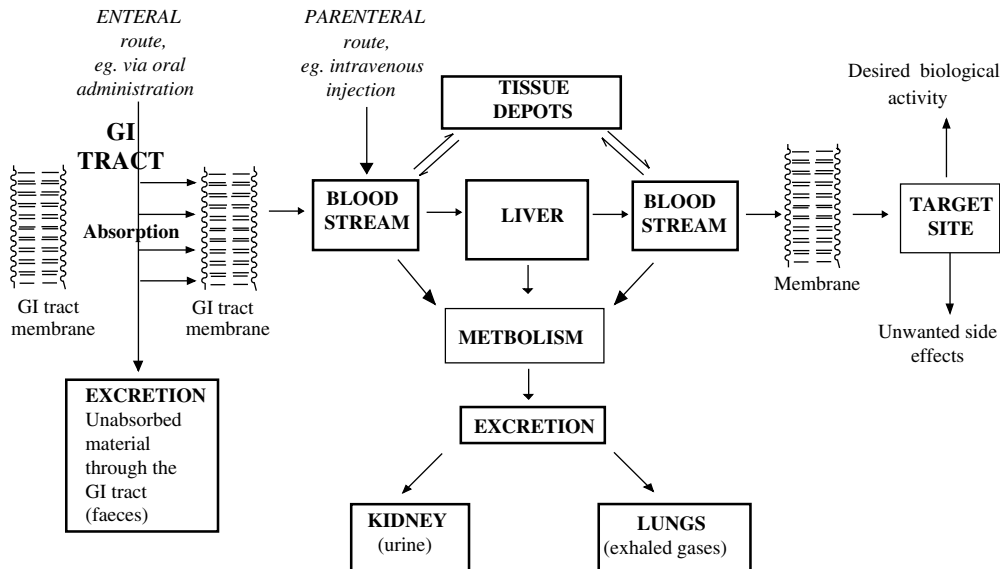 ENTERAL
route,
eg. via oral
administration
PARENTERAL
route,
eg. intravenous
injection
TISSUE
DEPOTS
Desired biological
activity
GI
TRACT
Absorption
BLOOD
STREAM
LIVER
BLOOD
STREAM
TARGET
SITE
GI tract
membrane
GI tract
membrane
Membrane
METBOLISM
Unwanted side
effects
EXCRETION
Unabsorbed
material
through the
GI tract
(faeces)
EXCRETION
KIDNEY
(urine)
LUNGS
(exhaled gases)